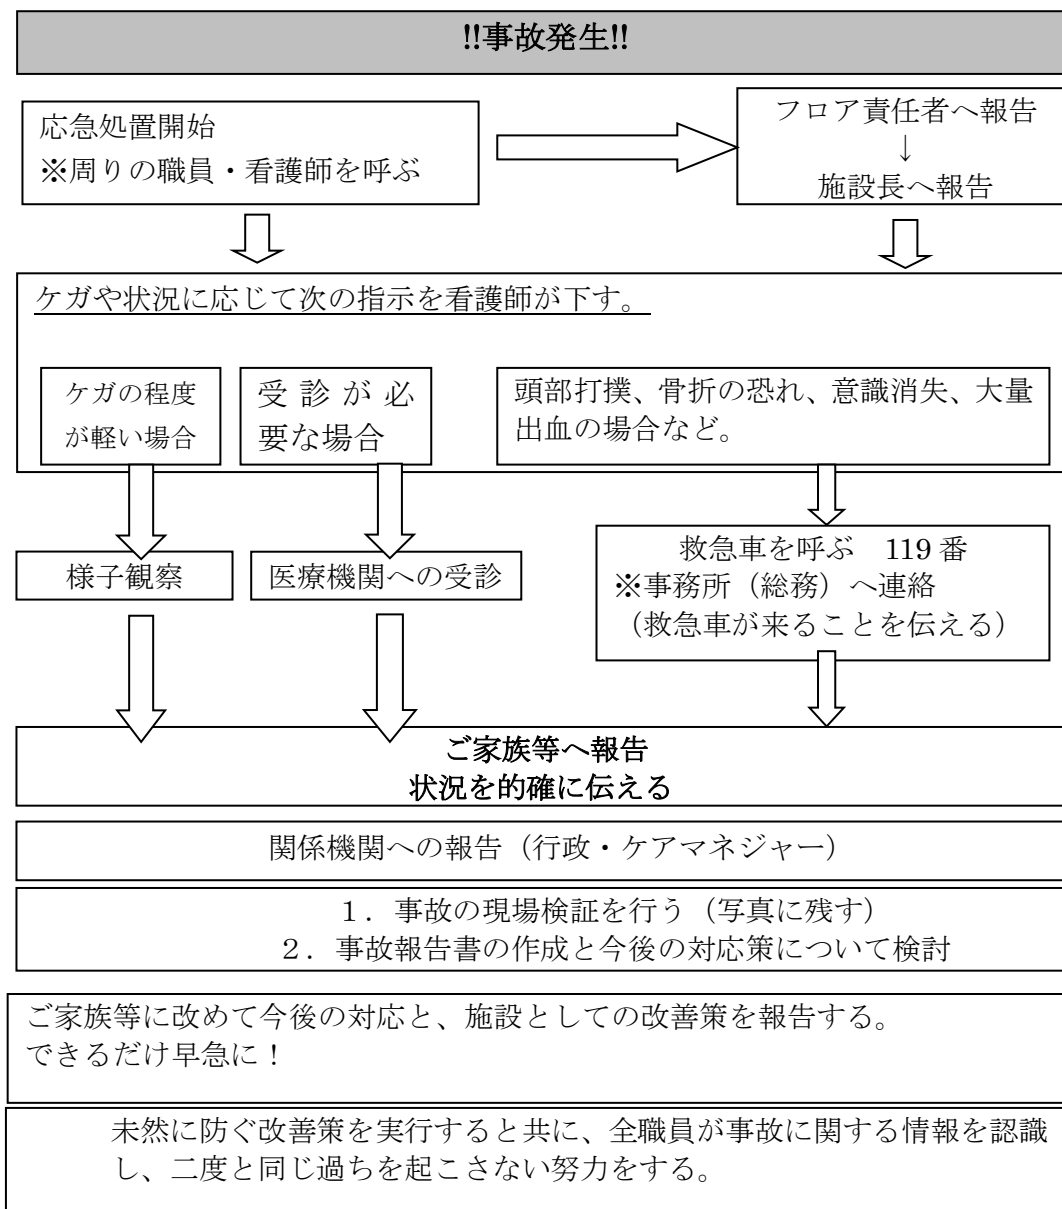 !!事故発生!!
応急処置開始
※周りの職員・看護師を呼ぶ
フロア責任者へ報告
↓
施設長へ報告
ケガや状況に応じて次の指示を看護師が下す。
ケガの程度
が軽い場合
受診が必
要な場合
頭部打撲、骨折の恐れ、意識消失、大量
出血の場合など。
様子観察
医療機関への受診
救急車を呼ぶ　119 番
※事務所（総務）へ連絡
（救急車が来ることを伝える）
ご家族等へ報告
状況を的確に伝える
関係機関への報告（行政・ケアマネジャー）
１．事故の現場検証を行う（写真に残す）
２．事故報告書の作成と今後の対応策について検討
ご家族等に改めて今後の対応と、施設としての改善策を報告する。
できるだけ早急に！
未然に防ぐ改善策を実行すると共に、全職員が事故に関する情報を認識
し、二度と同じ過ちを起こさない努力をする。